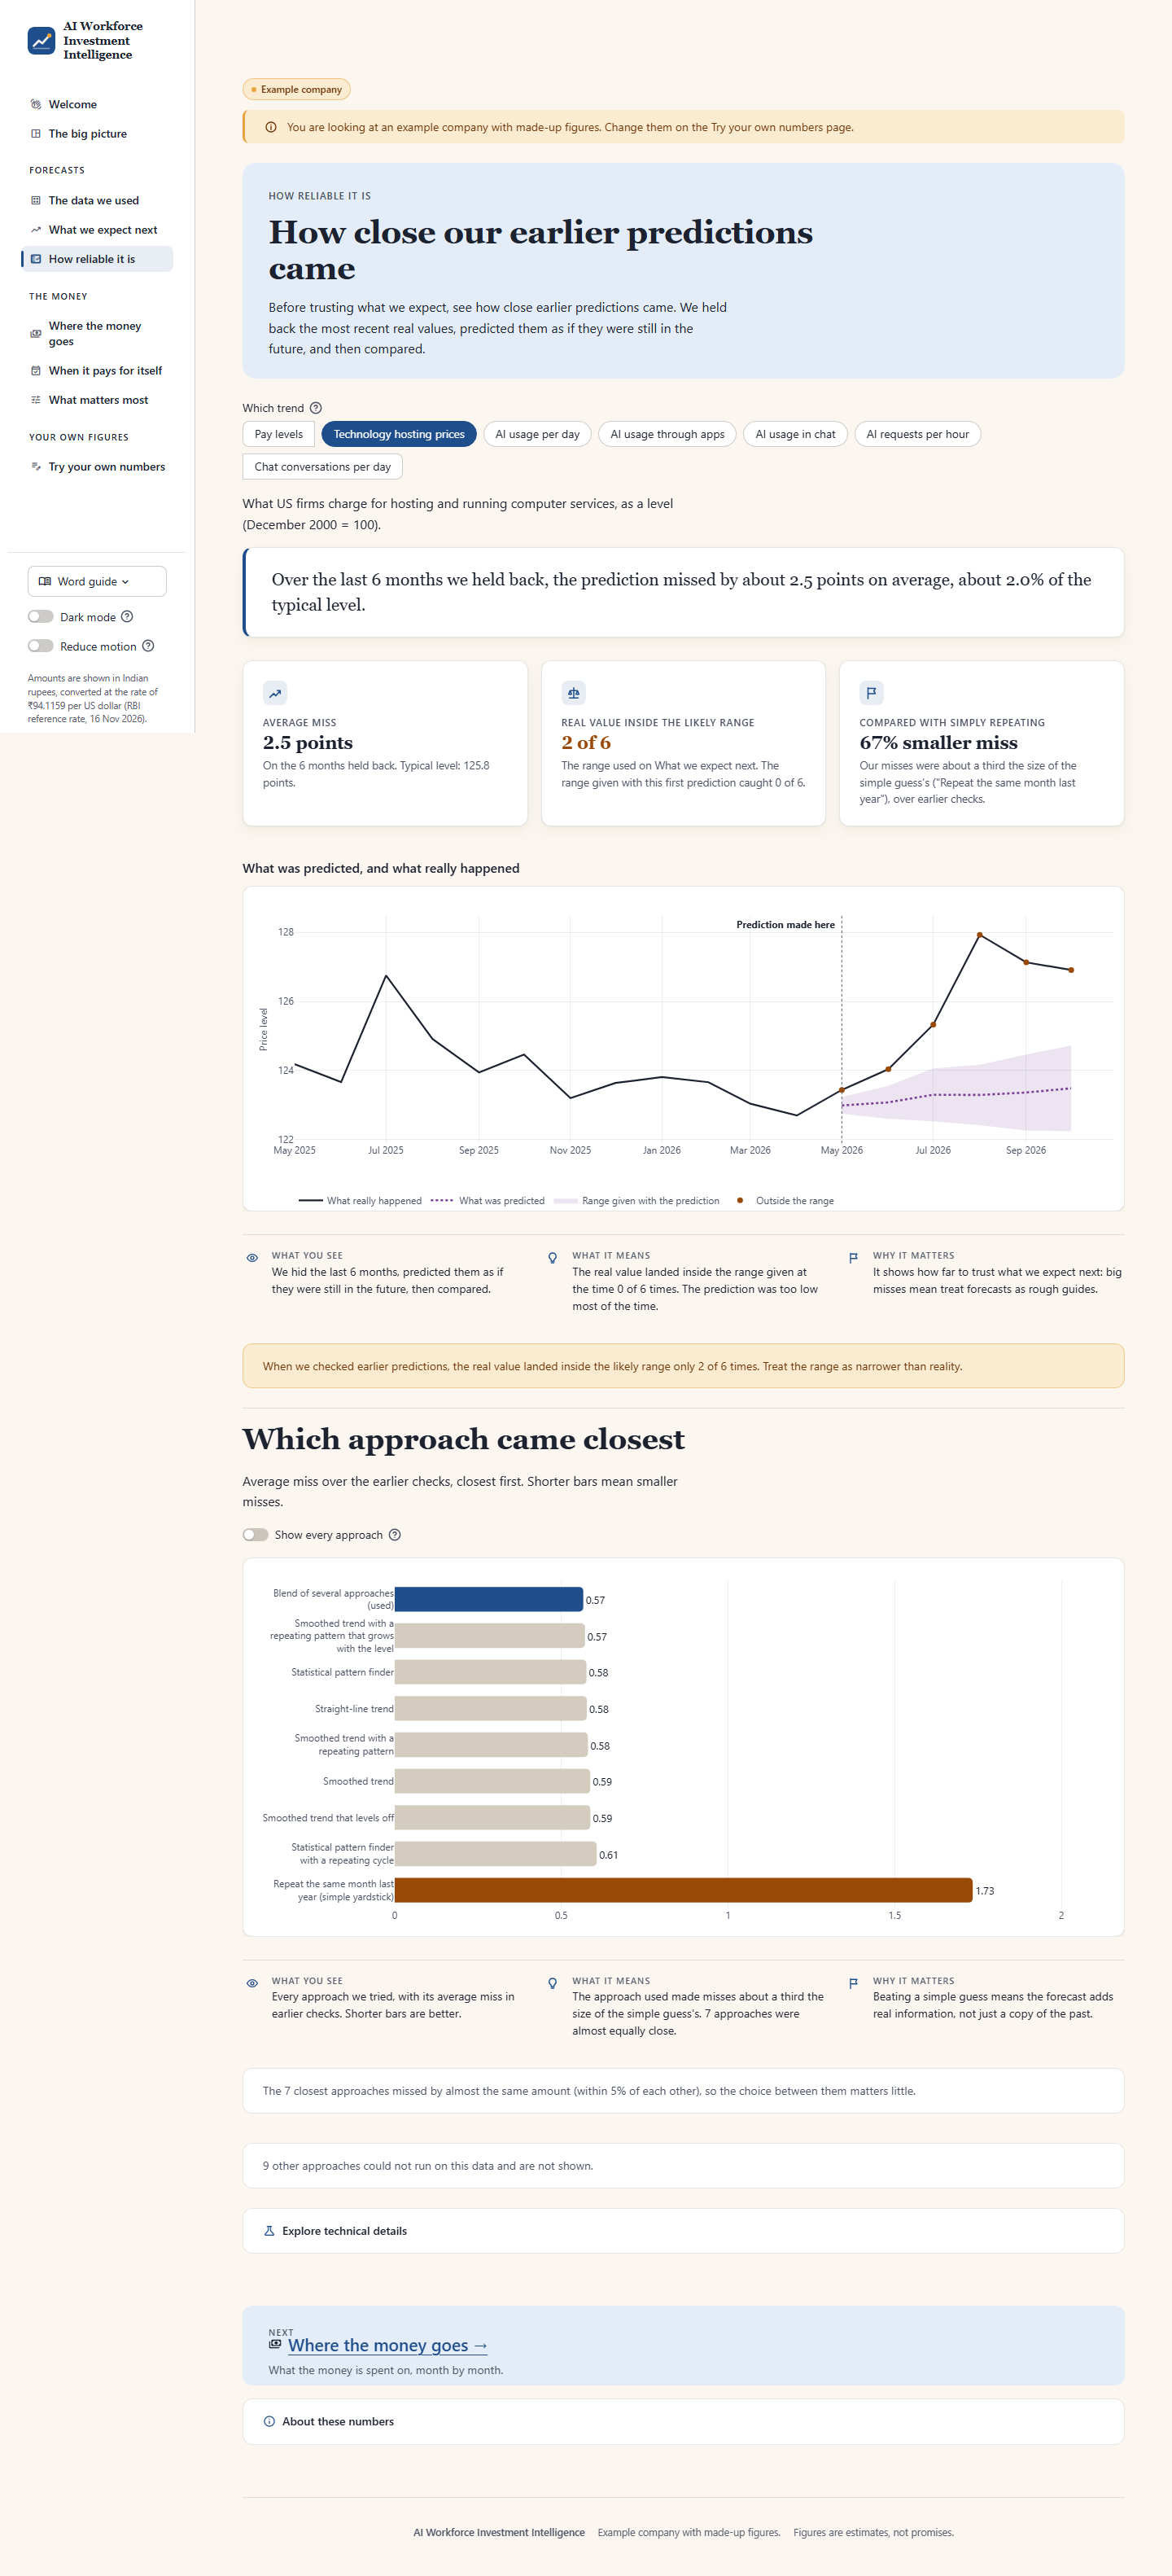 AI Workforce
Investment
Intelligence
Welcome
The big picture
FORECASTS
The data we used
What we expect next
How reliable it is
THE MONEY
Where the money
goes
When it pays for itself
What matters most
YOUR OWN FIGURES
Try your own numbers
Word guide
Dark mode
Reduce motion
Amounts are shown in Indian
rupees, converted at the rate of
₹94.1159 per US dollar (RBI
reference rate, 16 Nov 2026).
Example company
You are looking at an example company with made-up figures. Change them on the Try your own numbers page.
HOW RELIABLE IT IS
How close our earlier predictions
came
Before trusting what we expect, see how close earlier predictions came. We held
back the most recent real values, predicted them as if they were still in the
future, and then compared.
Which trend
Pay levels
Technology hosting prices
AI usage per day
AI usage through apps
AI usage in chat
AI requests per hour
Chat conversations per day
What US firms charge for hosting and running computer services, as a level
(December 2000 = 100).
Over the last 6 months we held back, the prediction missed by about 2.5 points on average, about 2.0% of the
typical level.
AVERAGE MISS
2.5 points
On the 6 months held back. Typical level: 125.8
points.
REAL VALUE INSIDE THE LIKELY RANGE
2 of 6
The range used on What we expect next. The
range given with this first prediction caught 0 of 6.
COMPARED WITH SIMPLY REPEATING
67% smaller miss
Our misses were about a third the size of the
simple guess's ("Repeat the same month last
year"), over earlier checks.
What was predicted, and what really happened
Prediction made here
128
126
124
122
Price level
May 2025
Jul 2025
Sep 2025
Nov 2025
Jan 2026
Mar 2026
May 2026
Jul 2026
Sep 2026
What really happened
What was predicted
Range given with the prediction
Outside the range
WHAT YOU SEE
We hid the last 6 months, predicted them as if
they were still in the future, then compared.
WHAT IT MEANS
The real value landed inside the range given at
the time 0 of 6 times. The prediction was too low
most of the time.
WHY IT MATTERS
It shows how far to trust what we expect next: big
misses mean treat forecasts as rough guides.
When we checked earlier predictions, the real value landed inside the likely range only 2 of 6 times. Treat the range as narrower than reality.
Which approach came closest
Average miss over the earlier checks, closest first. Shorter bars mean smaller
misses.
Show every approach
Blend of several approaches
(used)
0.57
Smoothed trend with a
repeating pattern that grows
with the level
0.57
Statistical pattern finder
0.58
Straight-line trend
0.58
Smoothed trend with a
repeating pattern
0.58
Smoothed trend
0.59
Smoothed trend that levels off
0.59
Statistical pattern finder
with a repeating cycle
0.61
Repeat the same month last
year (simple yardstick)
1.73
0
0.5
1
1.5
2
WHAT YOU SEE
Every approach we tried, with its average miss in
earlier checks. Shorter bars are better.
WHAT IT MEANS
The approach used made misses about a third the
size of the simple guess's. 7 approaches were
almost equally close.
WHY IT MATTERS
Beating a simple guess means the forecast adds
real information, not just a copy of the past.
The 7 closest approaches missed by almost the same amount (within 5% of each other), so the choice between them matters little.
9 other approaches could not run on this data and are not shown.
Explore technical details
NEXT
Where the money goes →
What the money is spent on, month by month.
About these numbers
AI Workforce Investment Intelligence
Example company with made-up figures.
Figures are estimates, not promises.